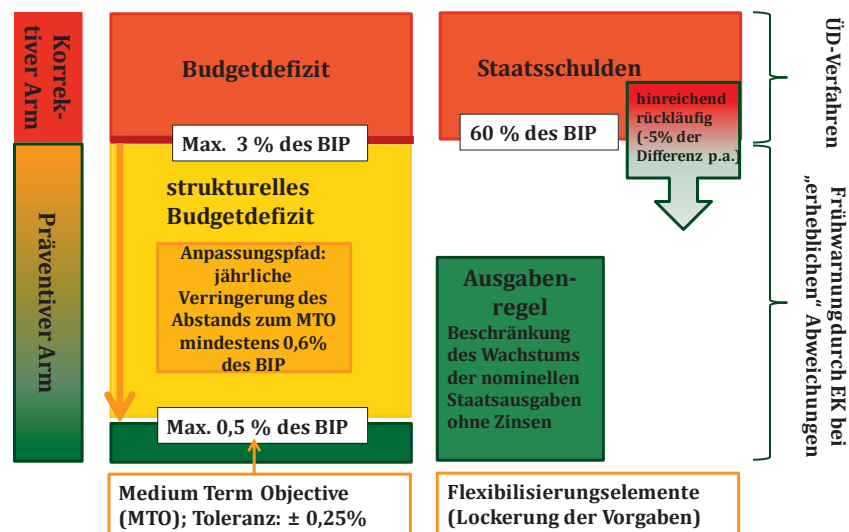 Korrek-
tiver Arm
Budgetdefizit
Staatsschulden
hinreichend
rückläufig
(-5% der
Differenz p.a.)
ÜD-Verfahren
Max. 3 % des BIP
60 % des BIP
Präventiver Arm
strukturelles
Budgetdefizit
Anpassungspfad:
jährliche
Verringerung des
Abstands zum MTO
mindestens 0,6%
des BIP
Ausgaben-
regel
Beschränkung
des Wachstums
der nominellen
Staatsausgaben
ohne Zinsen
Frühwarnung durch EK bei
„erheblichen“ Abweichungen
Max. 0,5 % des BIP
Medium Term Objective
(MTO); Toleranz: ± 0,25%
Flexibilisierungselemente
(Lockerung der Vorgaben)